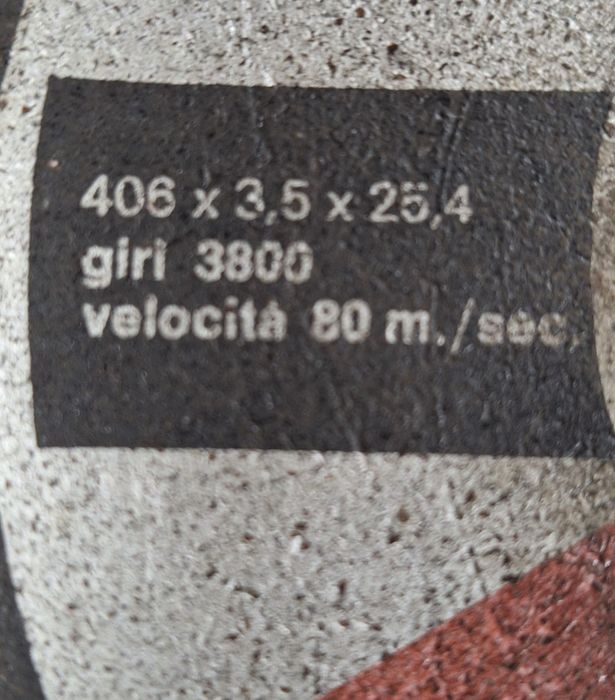 406 x 3,5 x 25,4
giri 3800
velocità 80 m./sec.